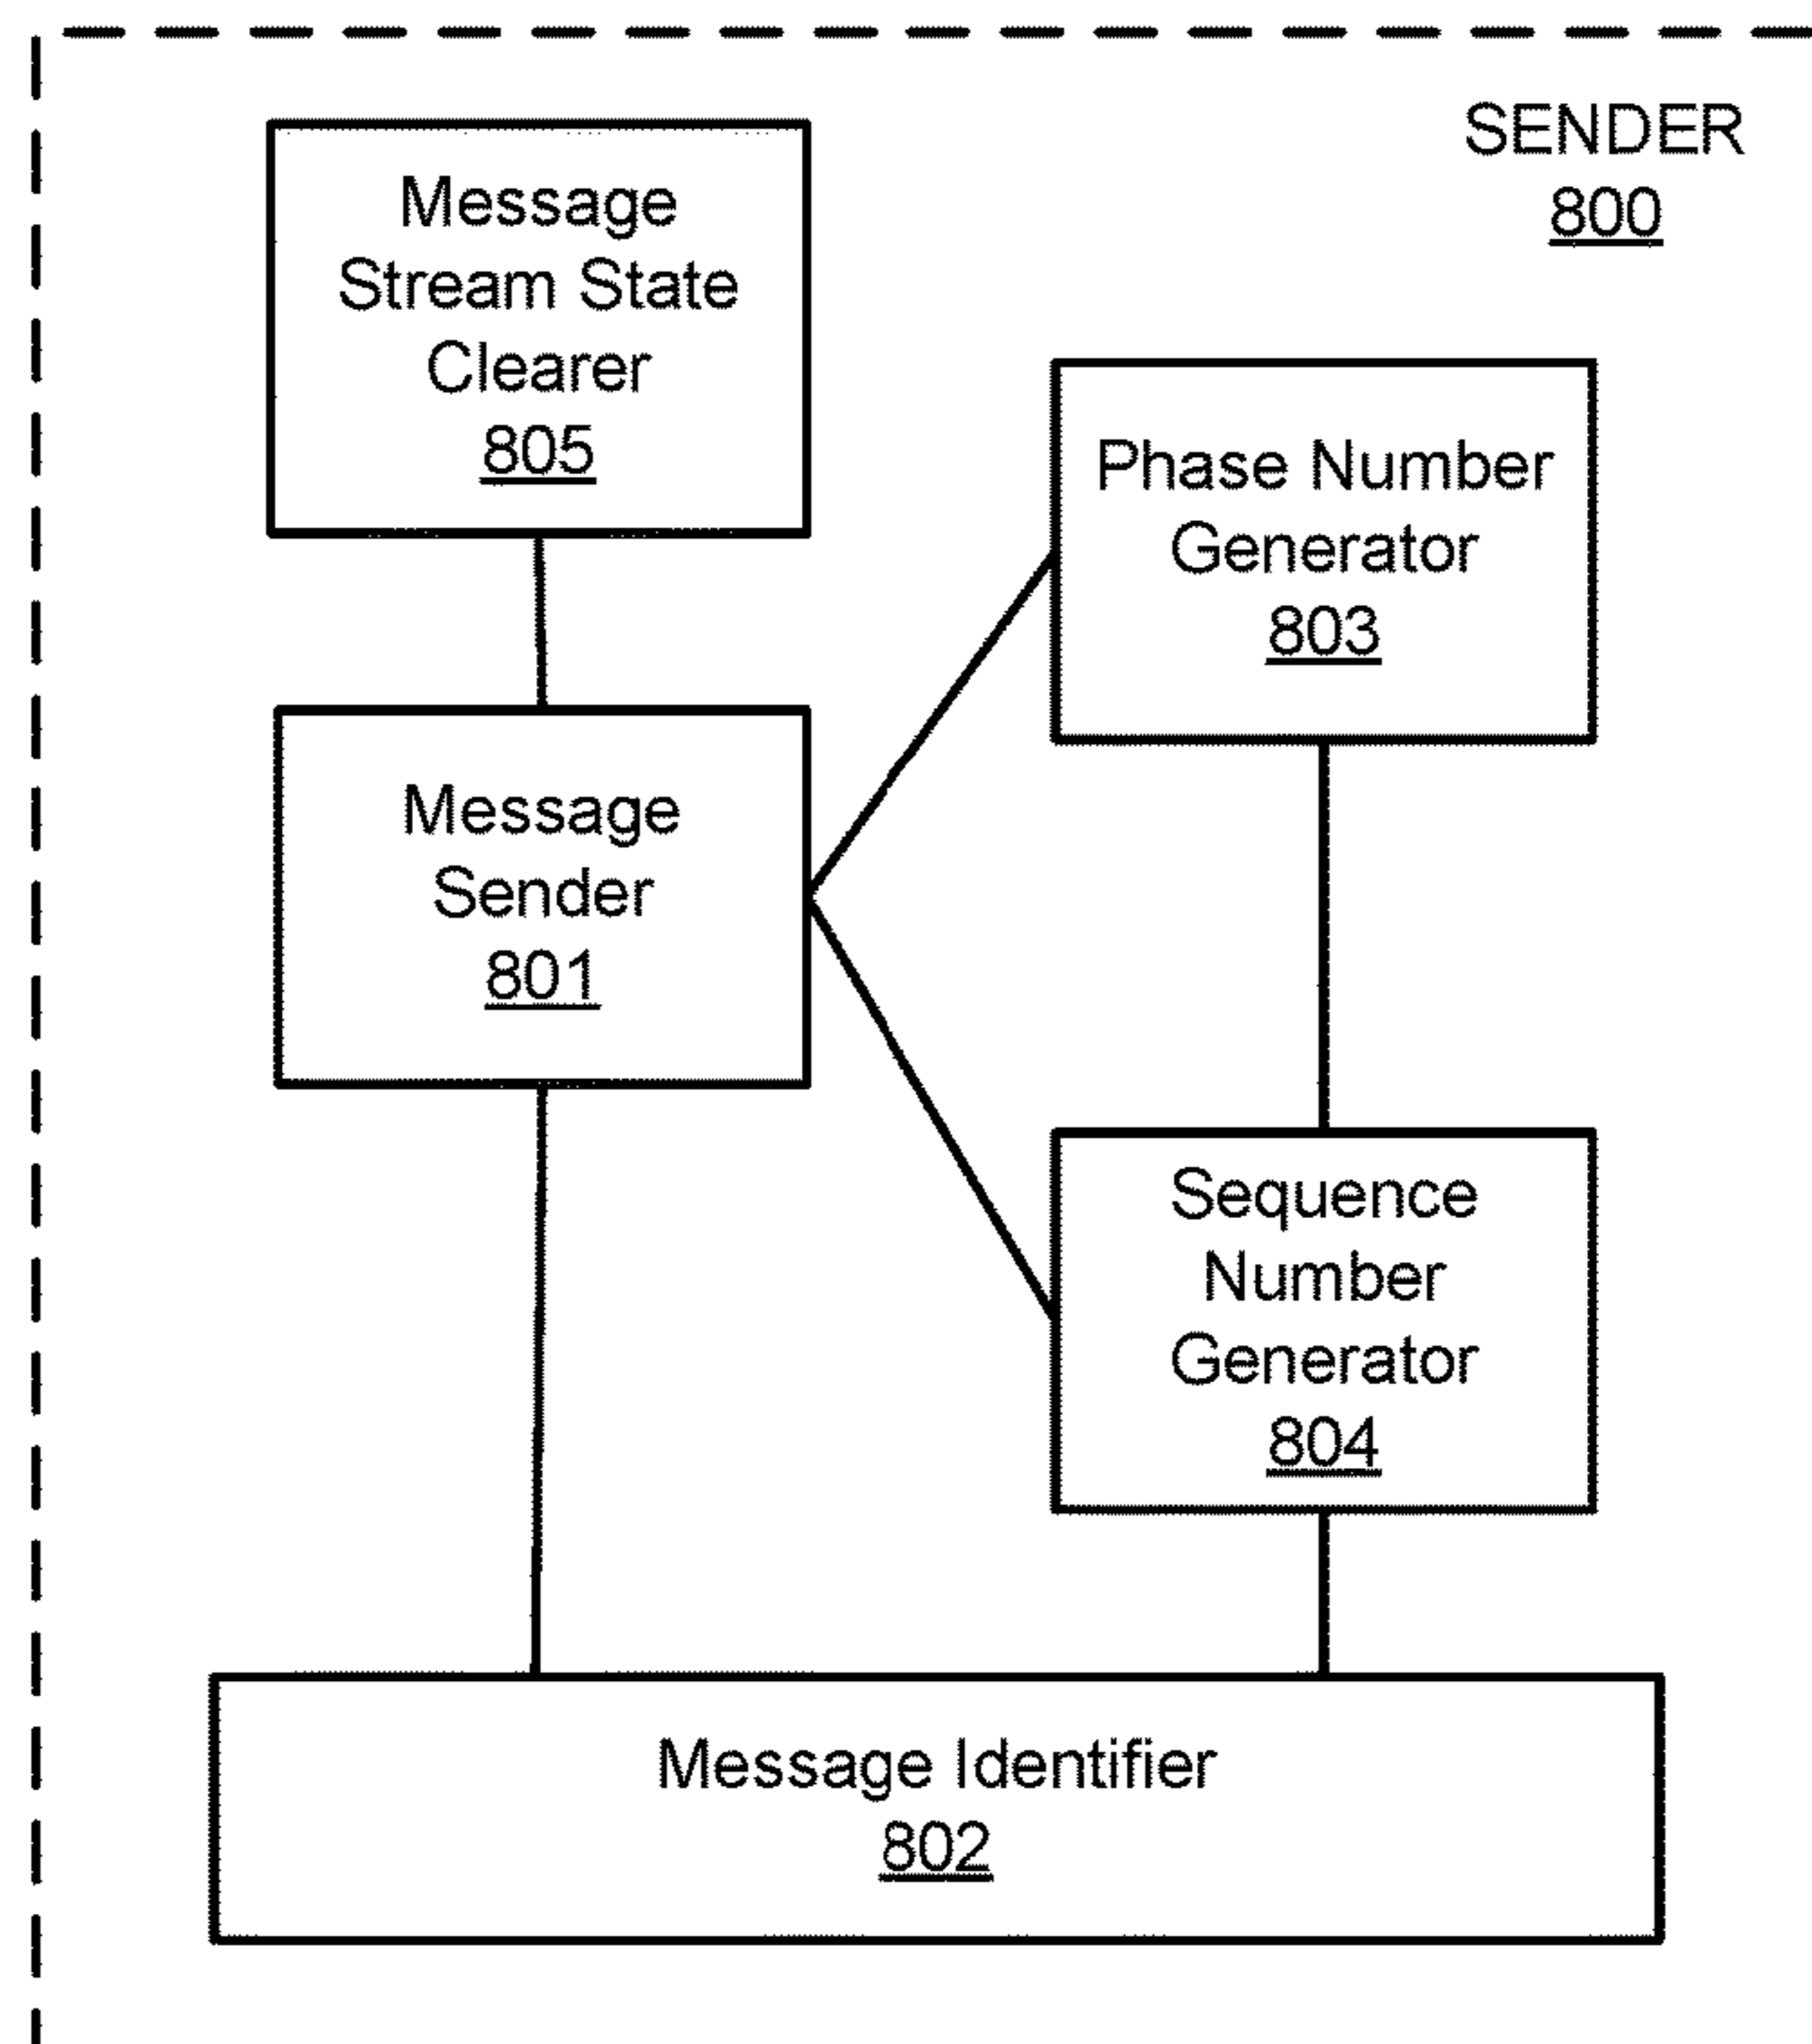 SENDER
800
Message
Stream State
Clearer
805
Phase Number
Generator
803
Message
Sender
801
Sequence
Number
Generator
804
Message Identifier
802